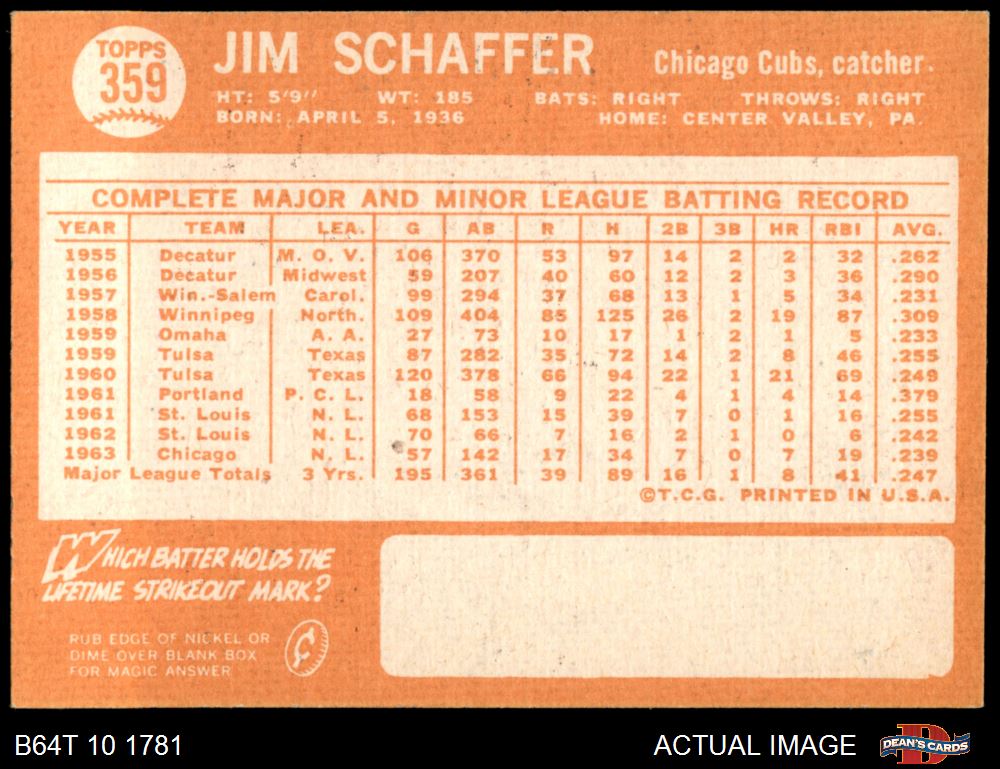 TOPPS
359
JIM SCHAFFER
Chicago Cubs, catcher.
HT: 5'9'' WT: 185 BATS: RIGHT THROWS: RIGHT
BORN: APRIL 5, 1936 HOME: CENTER VALLEY, PA.
COMPLETE MAJOR AND MINOR LEAGUE BATTING RECORD
YEAR TEAM LEA. G AB R H 2B 3B HR RBI AVG.
1955 Decatur M. O. V. 106 370 53 97 14 2 2 32 .262
1956 Decatur Midwest 59 207 40 60 12 2 3 36 .290
1957 Win.-Salem Carol. 99 294 37 68 13 1 5 34 .231
1958 Winnipeg North. 109 404 85 125 26 2 19 87 .309
1959 Omaha A. A. 27 73 10 17 1 2 1 5 .233
1959 Tulsa Texas 87 282 35 72 14 2 8 46 .255
1960 Tulsa Texas 120 378 66 94 22 1 21 69 .249
1961 Portland P. C. L. 18 58 9 22 4 1 4 14 .379
1961 St. Louis N. L. 68 153 15 39 7 0 1 16 .255
1962 St. Louis N. L. 70 66 7 16 2 1 0 6 .242
1963 Chicago N. L. 57 142 17 34 7 0 7 19 .239
Major League Totals 3 Yrs. 195 361 39 89 16 1 8 41 .247
©T.C.G. PRINTED IN U.S.A.
WHICH BATTER HOLDS THE
LIFETIME STRIKEOUT MARK?
RUB EDGE OF NICKEL OR
DIME OVER BLANK BOX
FOR MAGIC ANSWER
¢
B64T 10 1781
ACTUAL IMAGE
B
DEAN'S CARDS